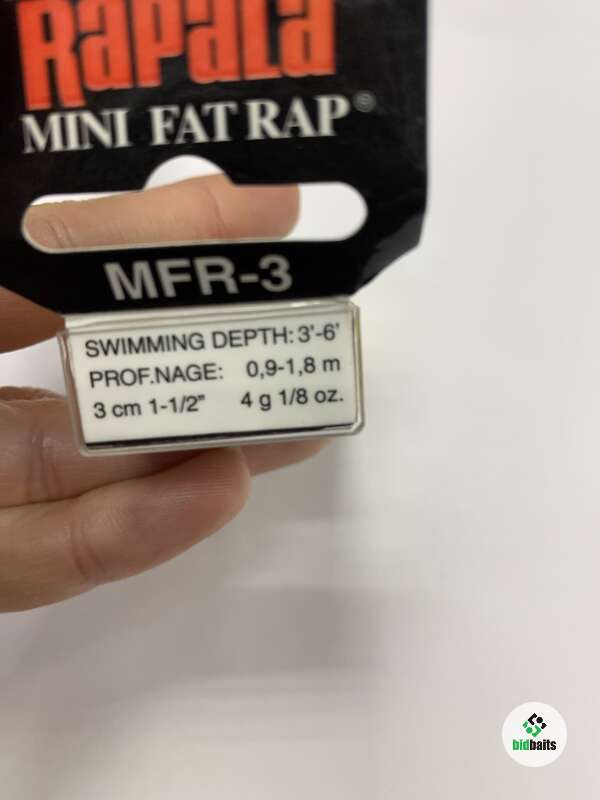 RapaLa
MINI FAT RAP®
MFR-3
SWIMMING DEPTH: 3'-6'
PROF.NAGE: 0,9-1,8 m
3 cm 1-1/2" 4 g 1/8 oz.
bidbaits